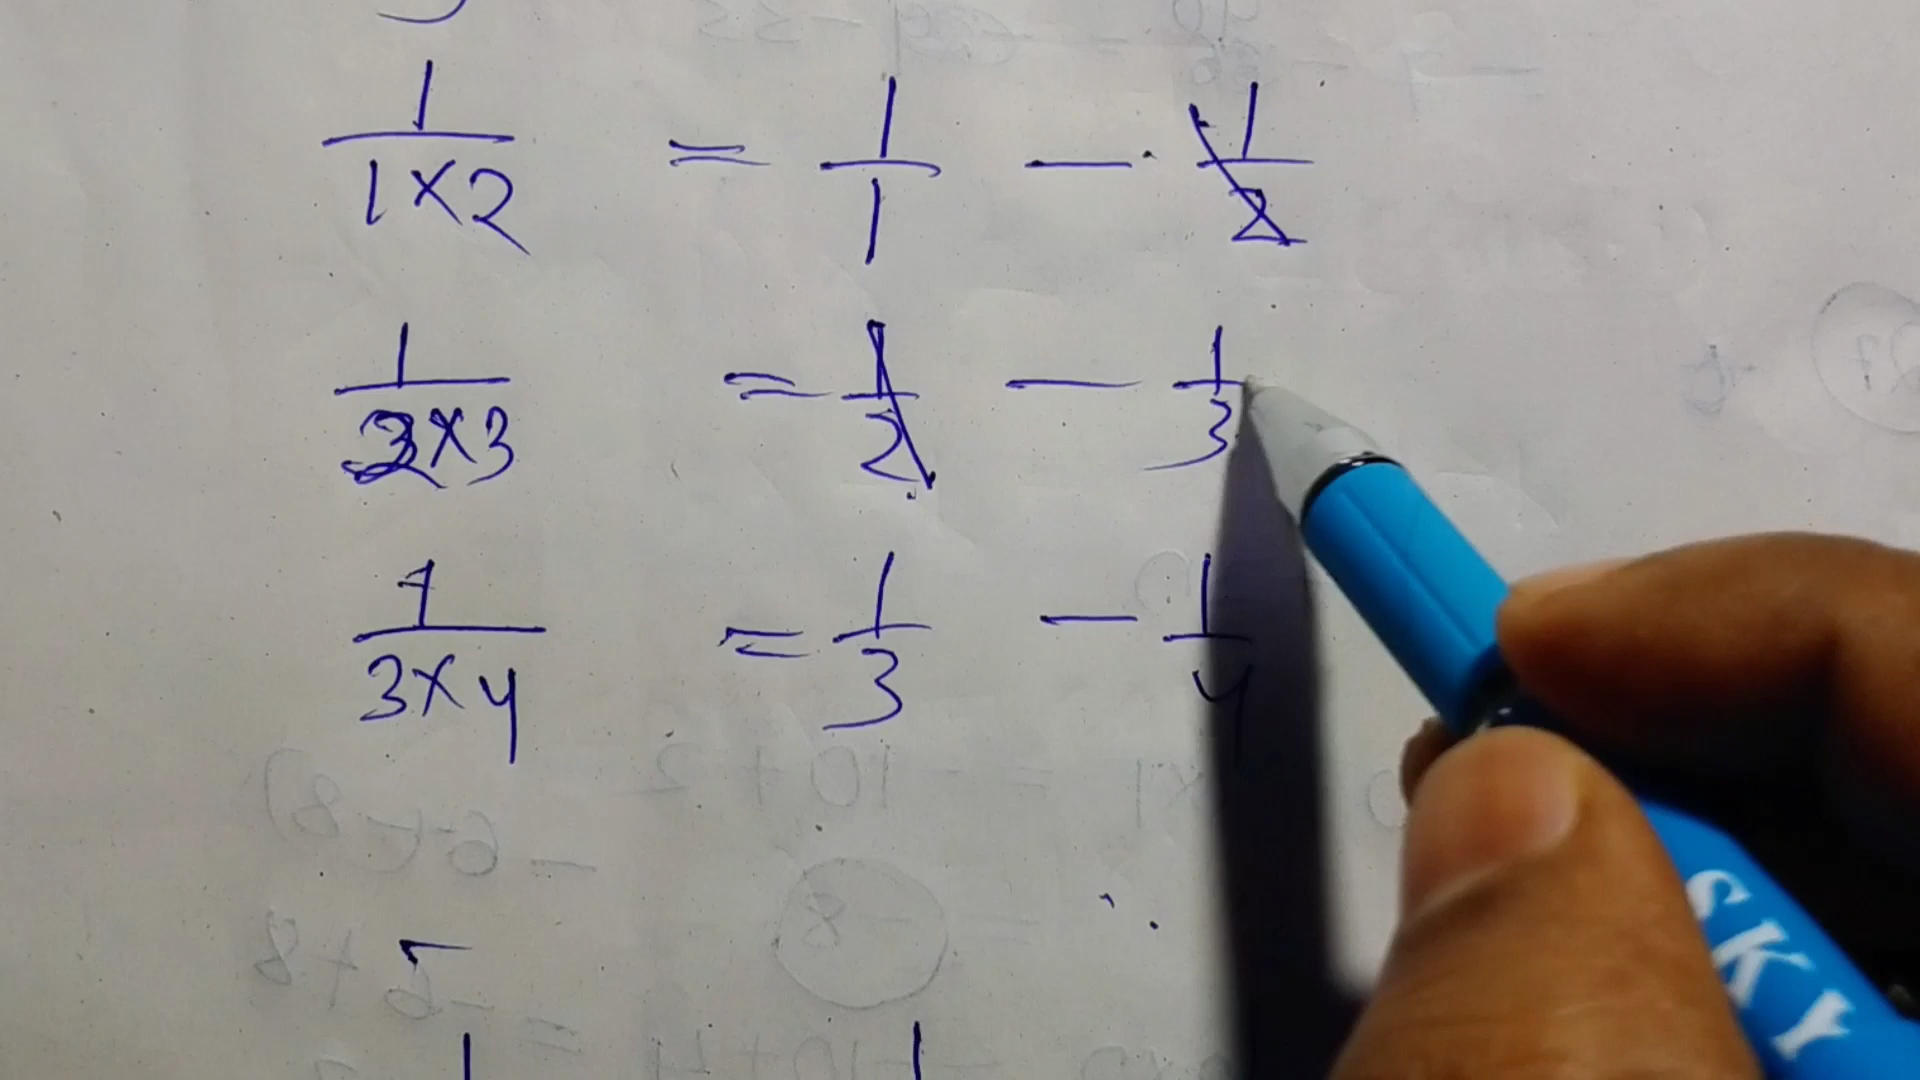 1/(1×2) = 1/1 - 1/2
1/(2×3) = 1/2 - 1/3
1/(3×4) = 1/3 - 1/4
SKY